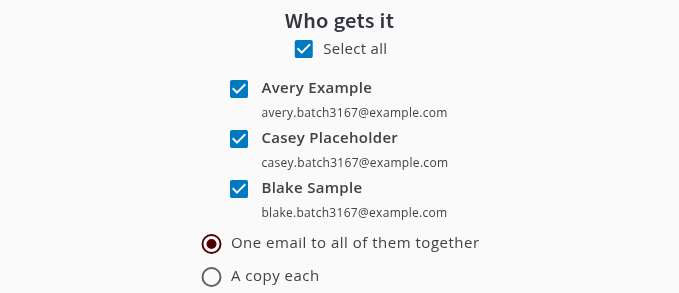 Who gets it
Select all
Avery Example
avery.batch3167@example.com
Casey Placeholder
casey.batch3167@example.com
Blake Sample
blake.batch3167@example.com
One email to all of them together
A copy each